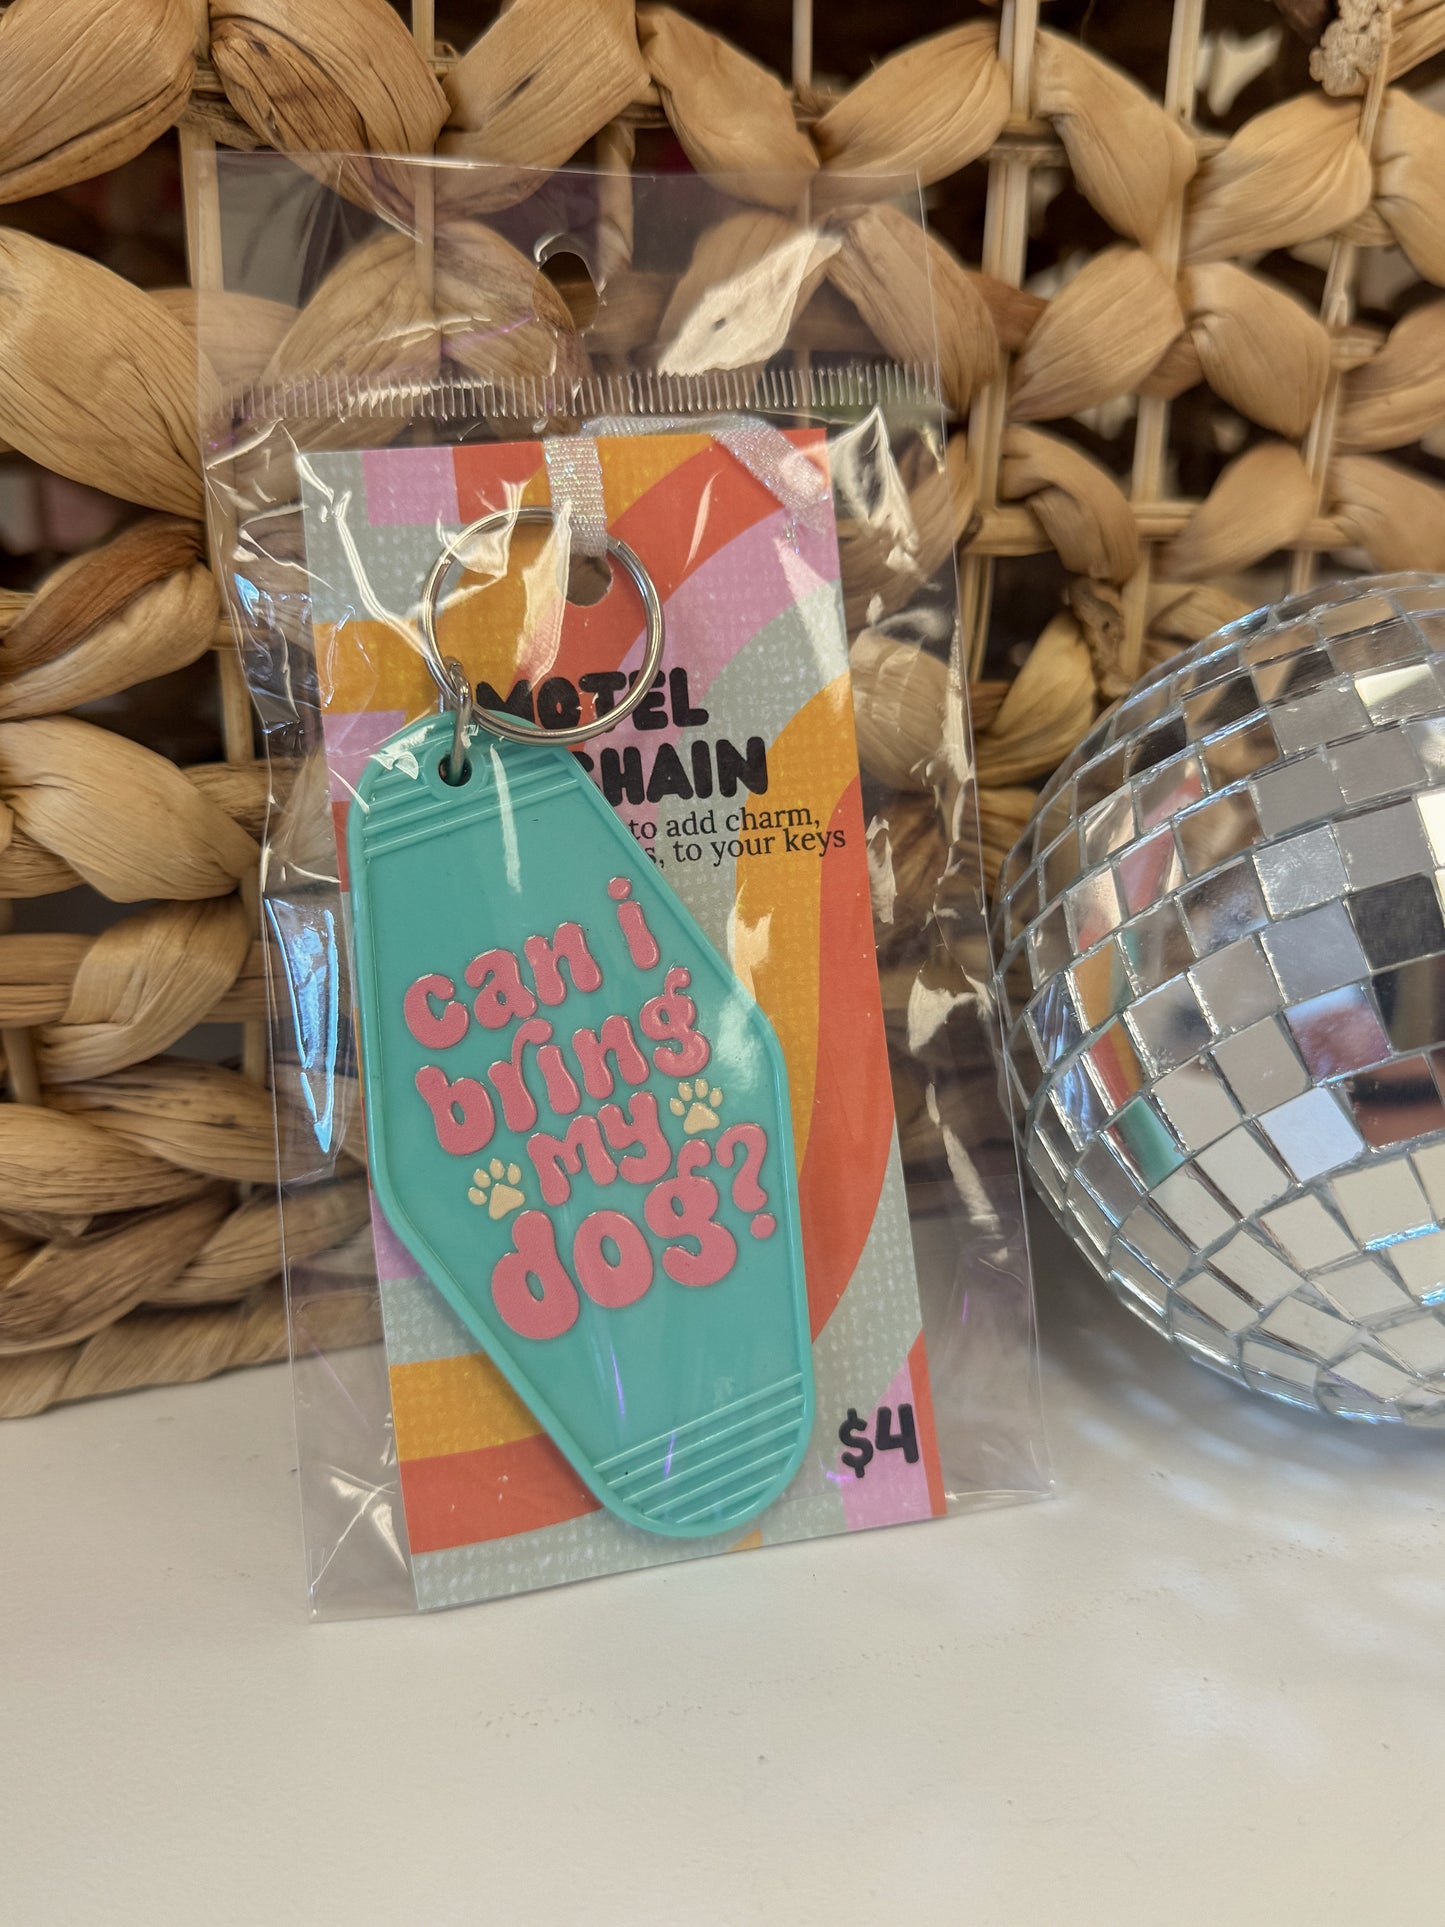 MOTEL
CHAIN
to add charm,
s, to your keys
can i
bring
my
dog?
$4